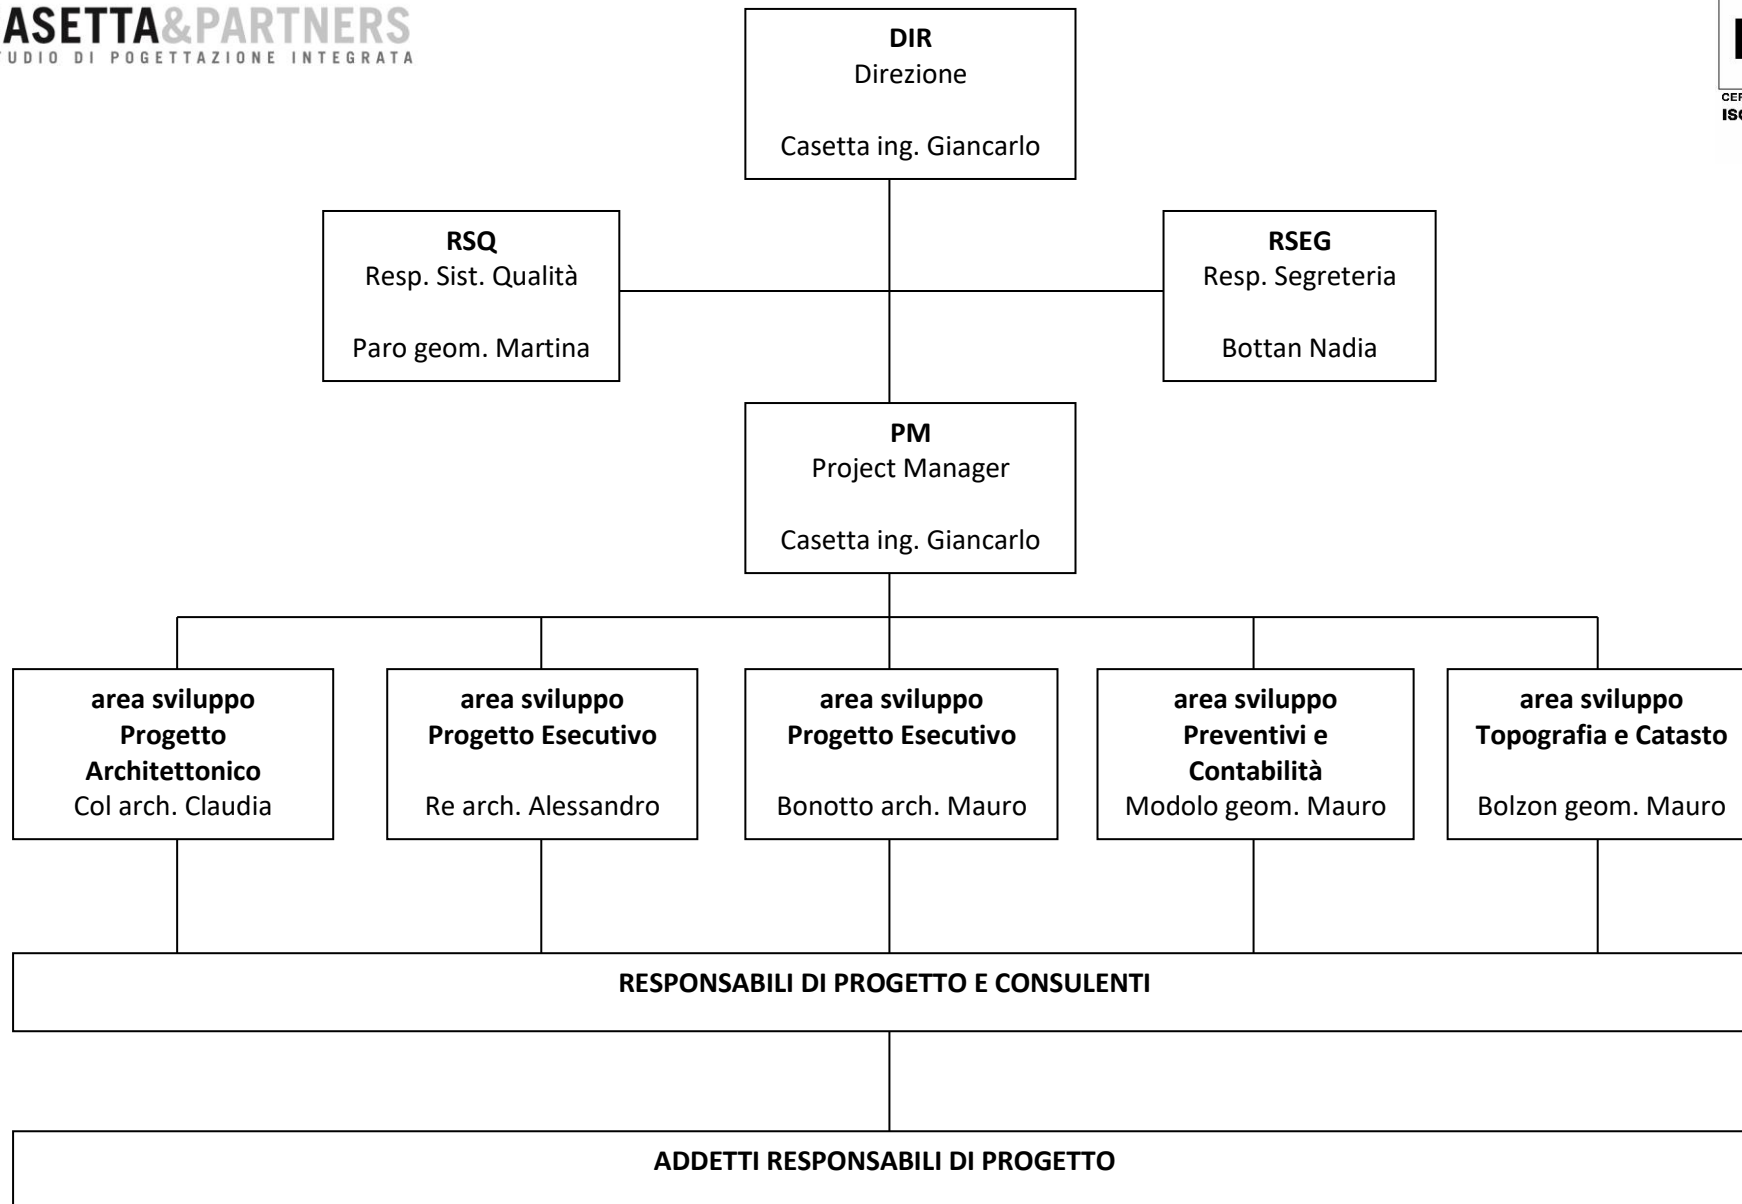 ASETTA&PARTNERS
UDIO DI POGETTAZIONE INTEGRATA
DIR
Direzione
Casetta ing. Giancarlo
CER
ISO
RSQ
Resp. Sist. Qualità
Paro geom. Martina
RSEG
Resp. Segreteria
Bottan Nadia
PM
Project Manager
Casetta ing. Giancarlo
area sviluppo
Progetto
Architettonico
Col arch. Claudia
area sviluppo
Progetto Esecutivo
Re arch. Alessandro
area sviluppo
Progetto Esecutivo
Bonotto arch. Mauro
area sviluppo
Preventivi e
Contabilità
Modolo geom. Mauro
area sviluppo
Topografia e Catasto
Bolzon geom. Mauro
RESPONSABILI DI PROGETTO E CONSULENTI
ADDETTI RESPONSABILI DI PROGETTO